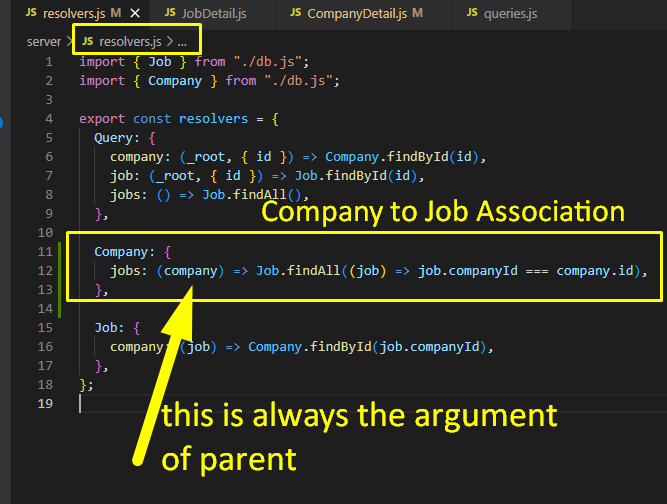 JS resolvers.js M ×
JS JobDetail.js
JS CompanyDetail.js M
JS queries.js
server > JS resolvers.js > ...
1 import { Job } from "./db.js";
2 import { Company } from "./db.js";
3
4 export const resolvers = {
5 Query: {
6 company: (_root, { id }) => Company.findById(id),
7 job: (_root, { id }) => Job.findById(id),
8 jobs: () => Job.findAll(),
9 },
Company to Job Association
10
11 Company: {
12 jobs: (company) => Job.findAll((job) => job.companyId === company.id),
13 },
14
15 Job: {
16 company: (job) => Company.findById(job.companyId),
17 },
18 };
19
this is always the argument
of parent